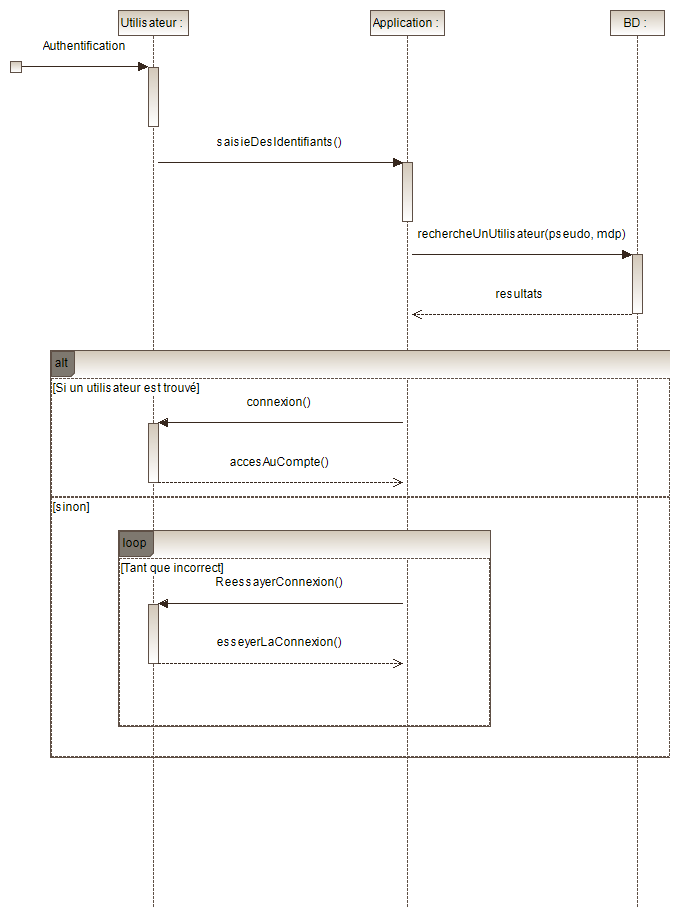 Utilisateur :
Application :
BD :
Authentification
saisieDesIdentifiants()
rechercheUnUtilisateur(pseudo, mdp)
resultats
alt
[Si un utilisateur est trouvé]
connexion()
accesAuCompte()
[sinon]
loop
[Tant que incorrect]
ReessayerConnexion()
esseyerLaConnexion()